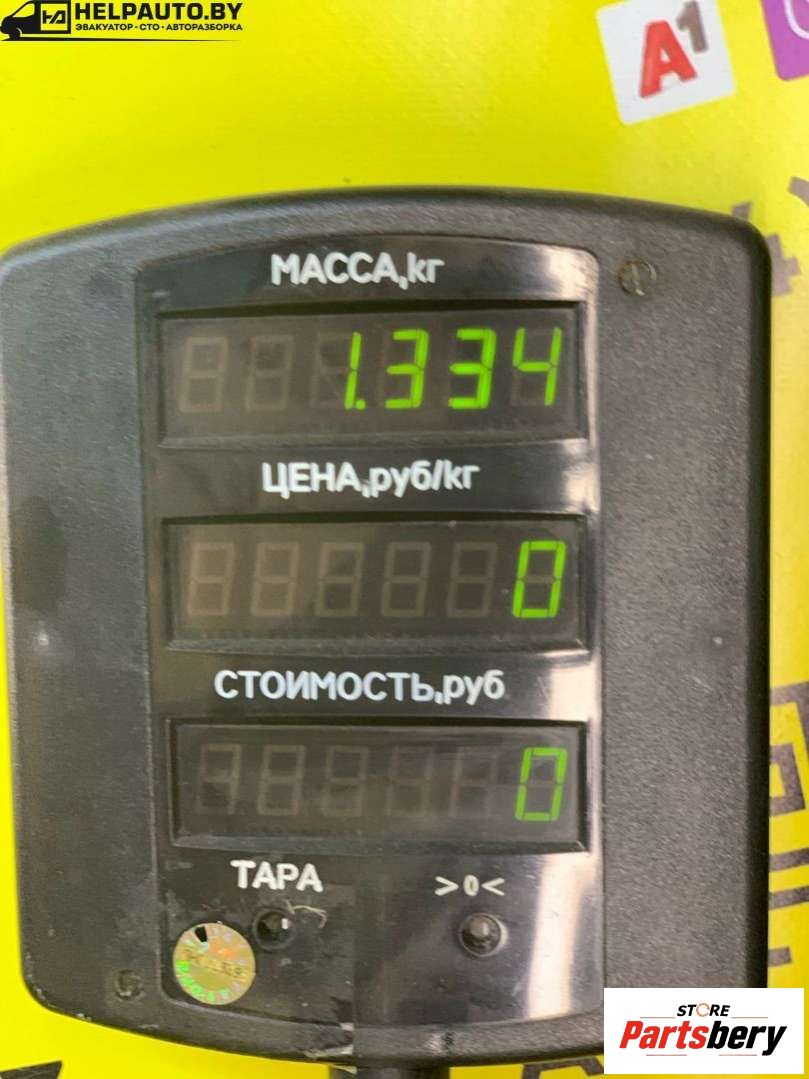 HELPAUTO.BY
ЭВАКУАТОР·СТО·АВТОРАЗБОРКА
A1
МАССА,кг
1.334
ЦЕНА,руб/кг
0
СТОИМОСТЬ,руб
0
ТАРА >0<
STORE
Partsbery